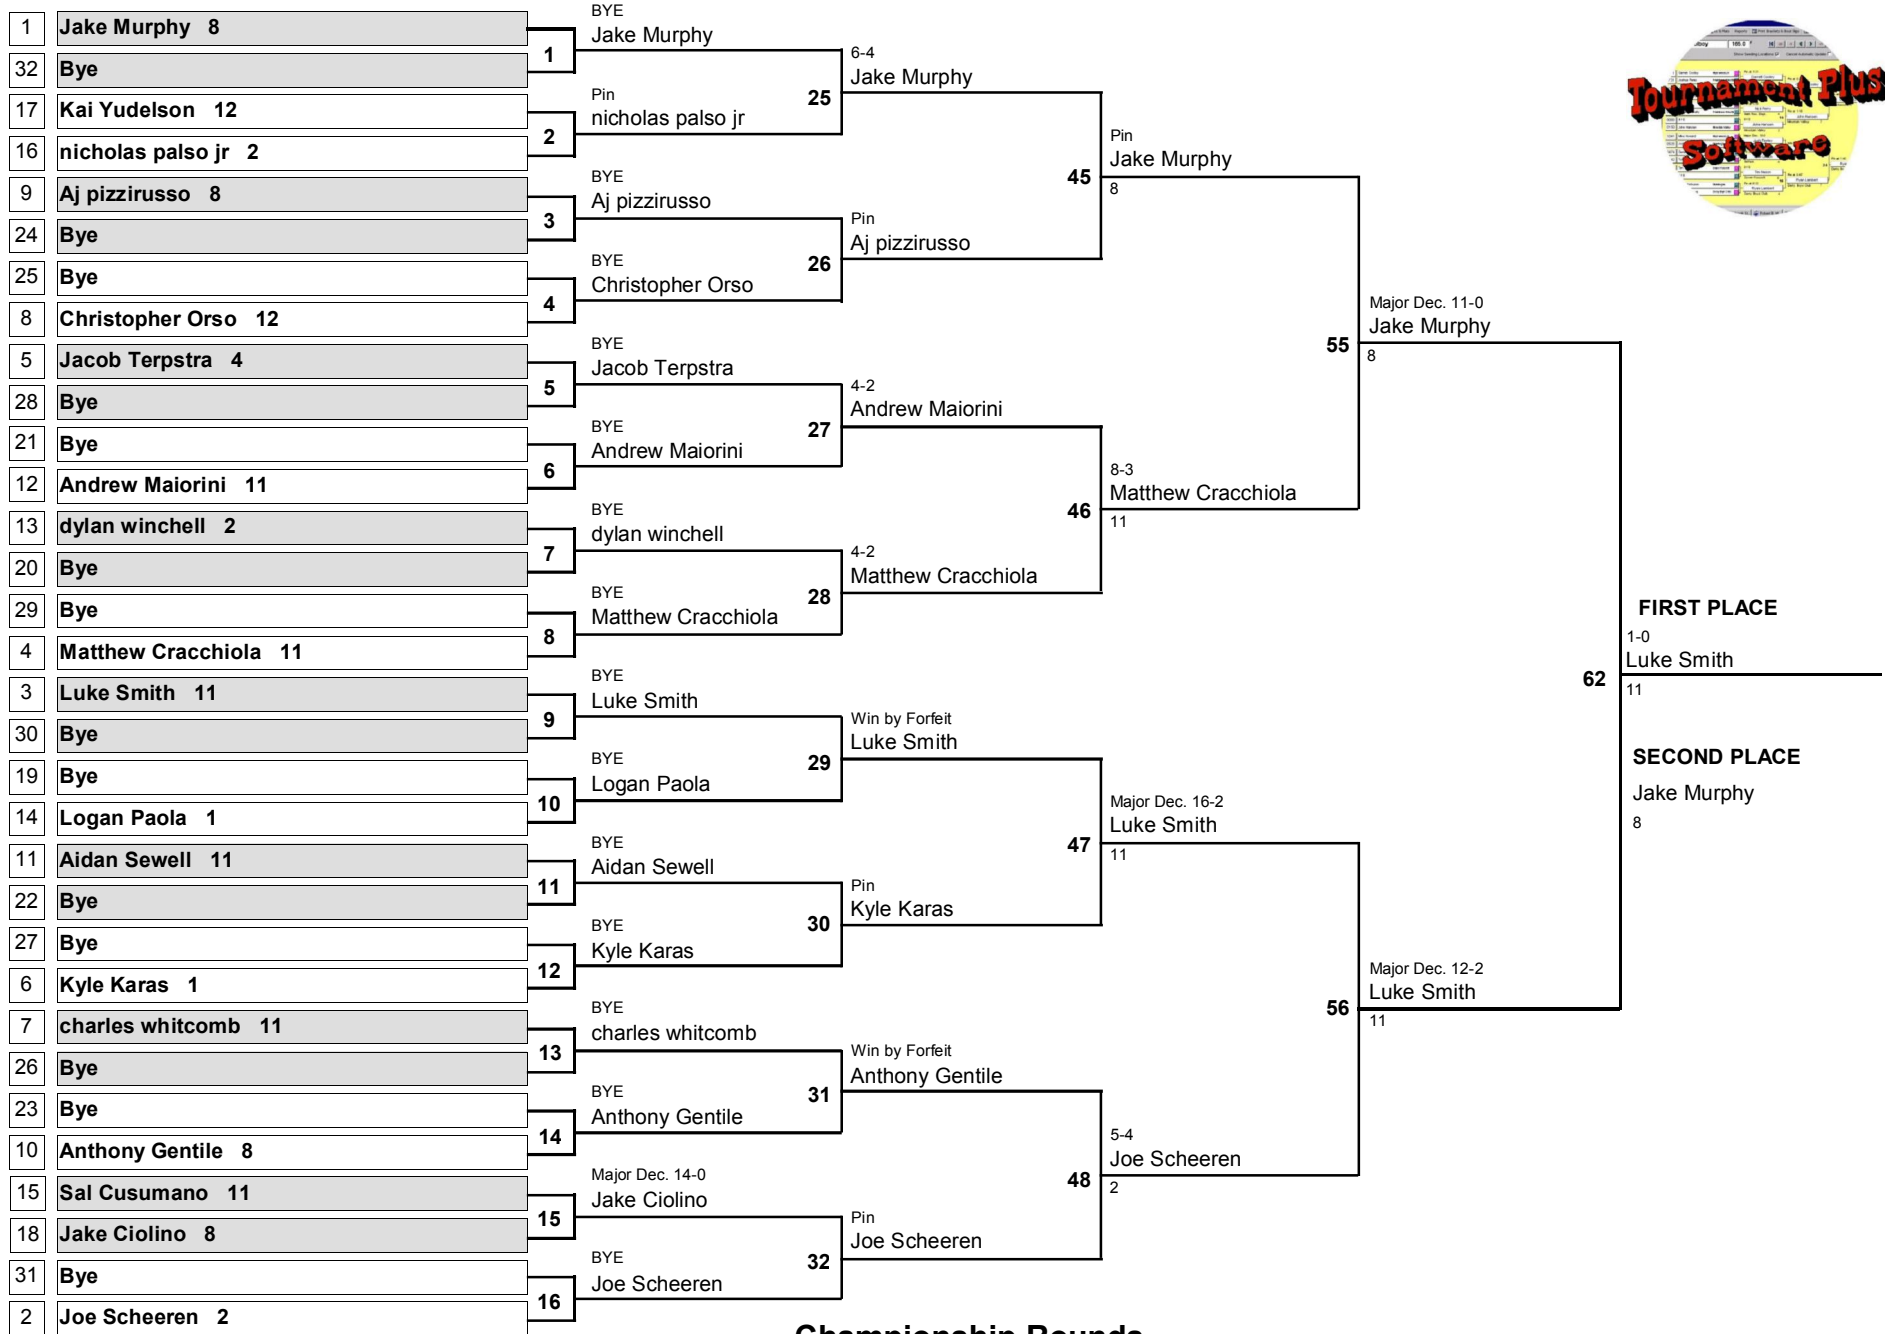 1 Jake Murphy 8
32 Bye
17 Kai Yudelson 12
16 nicholas palso jr 2
9 Aj pizzirusso 8
24 Bye
25 Bye
8 Christopher Orso 12
5 Jacob Terpstra 4
28 Bye
21 Bye
12 Andrew Maiorini 11
13 dylan winchell 2
20 Bye
29 Bye
4 Matthew Cracchiola 11
3 Luke Smith 11
30 Bye
19 Bye
14 Logan Paola 1
11 Aidan Sewell 11
22 Bye
27 Bye
6 Kyle Karas 1
7 charles whitcomb 11
26 Bye
23 Bye
10 Anthony Gentile 8
15 Sal Cusumano 11
18 Jake Ciolino 8
31 Bye
2 Joe Scheeren 2
1
2
3
4
5
6
7
8
9
10
11
12
13
14
15
16
BYE
Jake Murphy
Pin
nicholas palso jr
BYE
Aj pizzirusso
BYE
Christopher Orso
BYE
Jacob Terpstra
BYE
Andrew Maiorini
BYE
dylan winchell
BYE
Matthew Cracchiola
BYE
Luke Smith
BYE
Logan Paola
BYE
Aidan Sewell
BYE
Kyle Karas
BYE
charles whitcomb
BYE
Anthony Gentile
Major Dec. 14-0
Jake Ciolino
BYE
Joe Scheeren
25
26
27
28
29
30
31
32
6-4
Jake Murphy
Pin
Aj pizzirusso
4-2
Andrew Maiorini
4-2
Matthew Cracchiola
Win by Forfeit
Luke Smith
Pin
Kyle Karas
Win by Forfeit
Anthony Gentile
Pin
Joe Scheeren
45
46
47
48
Pin
Jake Murphy
8
8-3
Matthew Cracchiola
11
Major Dec. 16-2
Luke Smith
11
5-4
Joe Scheeren
2
55
56
Major Dec. 11-0
Jake Murphy
8
Major Dec. 12-2
Luke Smith
11
62
FIRST PLACE
1-0
Luke Smith
11
SECOND PLACE
Jake Murphy
8
Tournament Plus
Software
Championship Rounds